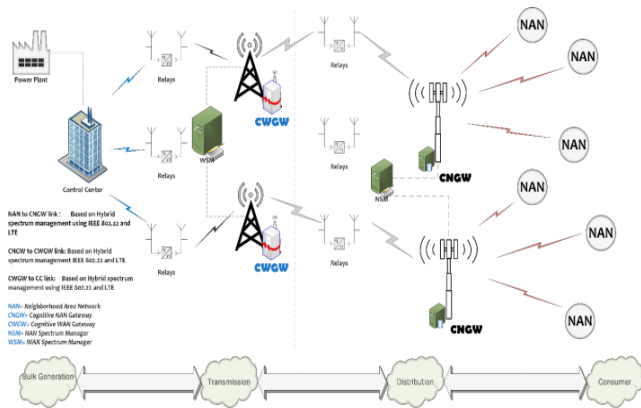 NAN
NAN
Relays
Relays
Power Plant
CWGW
NAN
Relays
WSM
Relays
CNGW
Control Center
NSM
NAN
NAN to CNGW link : Based on Hybrid
spectrum management using IEEE 802.22 and
LTE
Relays
Relays
CWGW
NAN
CNGW to CWGW link: Based on Hybrid
spectrum management IEEE 802.22 and LTE
CWGW to CC link: Based on Hybrid spectrum
management using IEEE 802.22 and LTE
NAN= Neighborhood Area Network
CNGW= Cognitive NAN Gateway
CWGW= Cognitive WAN Gateway
NSM= NAN Spectrum Manager
WSM= WAN Spectrum Manager
CNGW
NAN
Bulk Generation
Transmission
Distribution
Consumer